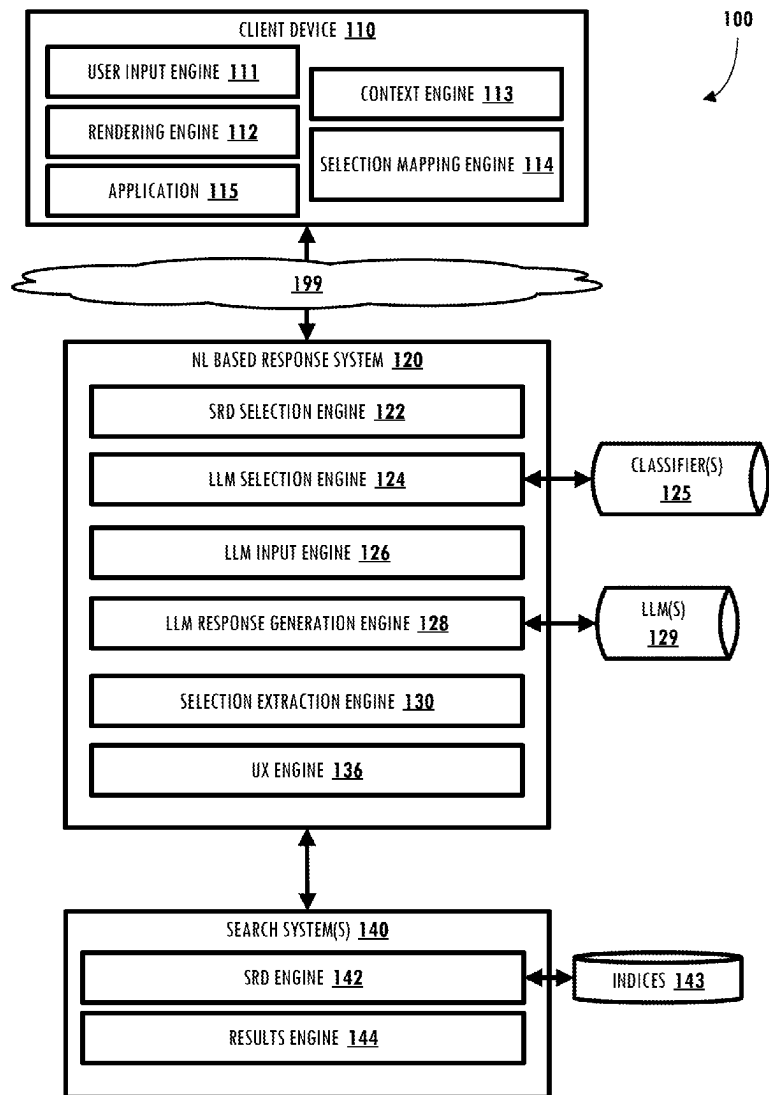 CLIENT DEVICE 110
100
USER INPUT ENGINE 111
CONTEXT ENGINE 113
RENDERING ENGINE 112
SELECTION MAPPING ENGINE 114
APPLICATION 115
199
NL BASED RESPONSE SYSTEM 120
SRD SELECTION ENGINE 122
LLM SELECTION ENGINE 124
CLASSIFIER(S)
125
LLM INPUT ENGINE 126
LLM RESPONSE GENERATION ENGINE 128
LLM(S)
129
SELECTION EXTRACTION ENGINE 130
UX ENGINE 136
SEARCH SYSTEM(S) 140
SRD ENGINE 142
INDICES 143
RESULTS ENGINE 144